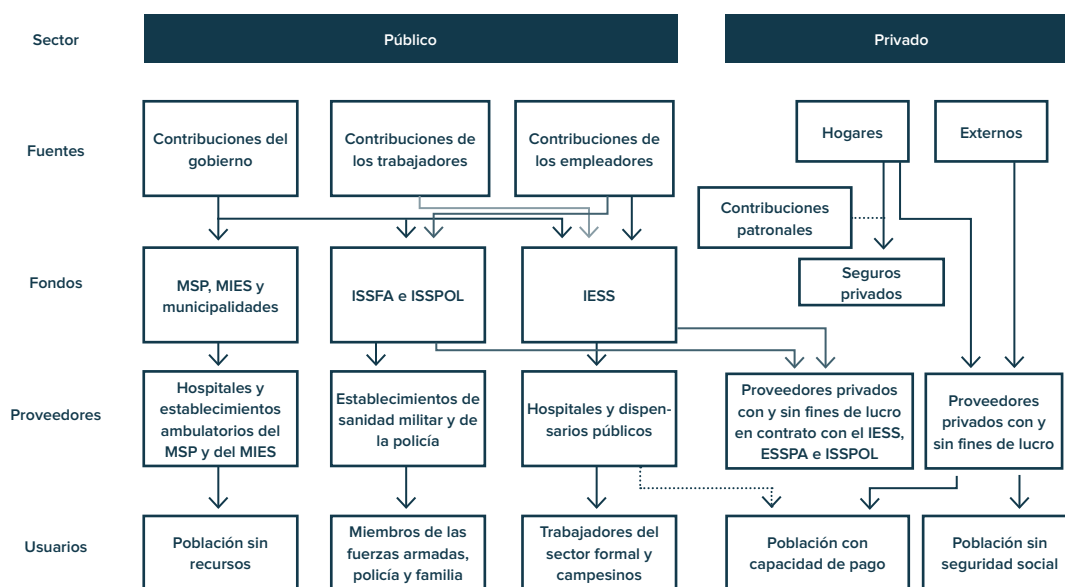 Sector
Público
Privado
Fuentes
Contribuciones del
gobierno
Contribuciones de
los trabajadores
Contribuciones de
los empleadores
Hogares
Externos
Contribuciones
patronales
Fondos
MSP, MIES y
municipalidades
ISSFA e ISSPOL
IESS
Seguros
privados
Proveedores
Hospitales y
establecimientos
ambulatorios del
MSP y del MIES
Establecimientos de
sanidad militar y de
la policía
Hospitales y dispen-
sarios públicos
Proveedores privados
con y sin fines de lucro
en contrato con el IESS,
ESSPA e ISSPOL
Proveedores
privados con y
sin fines de lucro
Usuarios
Población sin
recursos
Miembros de las
fuerzas armadas,
policía y familia
Trabajadores del
sector formal y
campesinos
Población con
capacidad de pago
Población sin
seguridad social